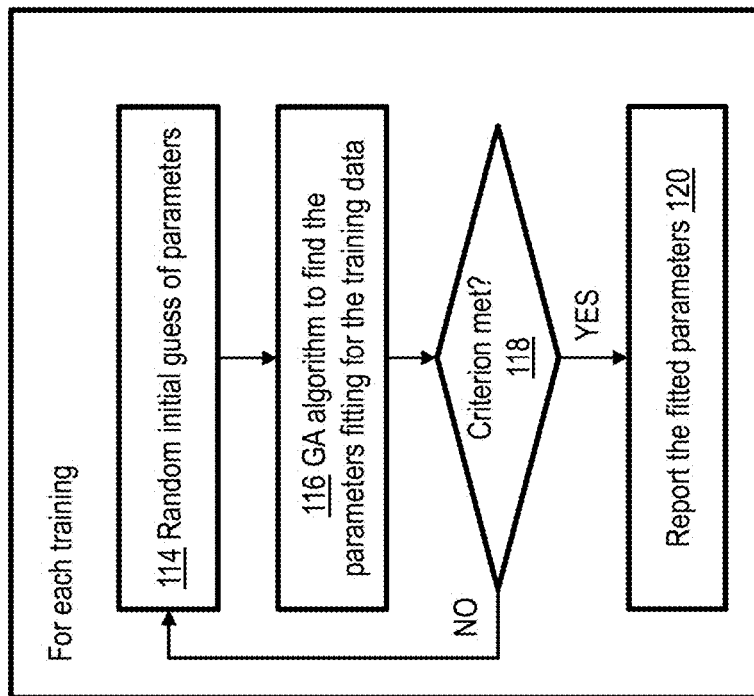 For each training
114 Random initial guess of parameters
116 GA algorithm to find the
parameters fitting for the training data
Criterion met?
118
NO
YES
Report the fitted parameters 120